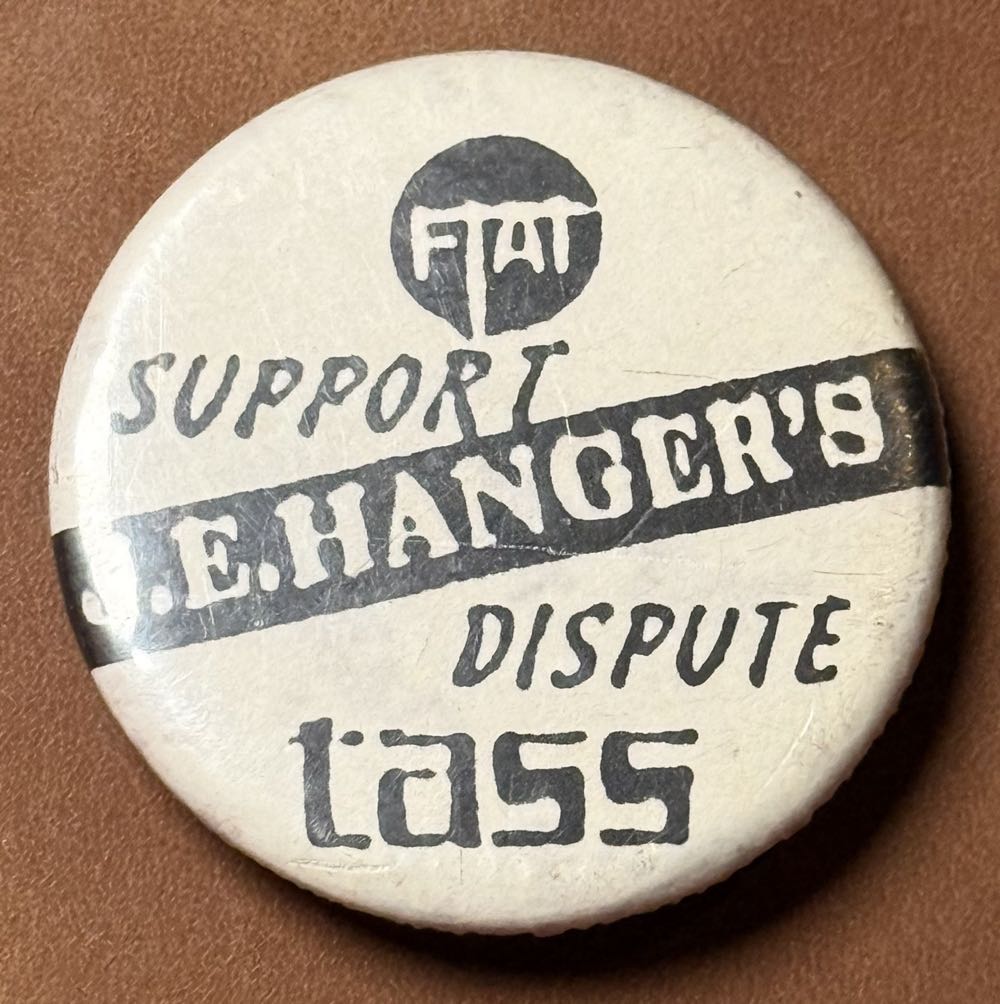 FTAT
SUPPORT
J.E.HANGER'S
DISPUTE
tass